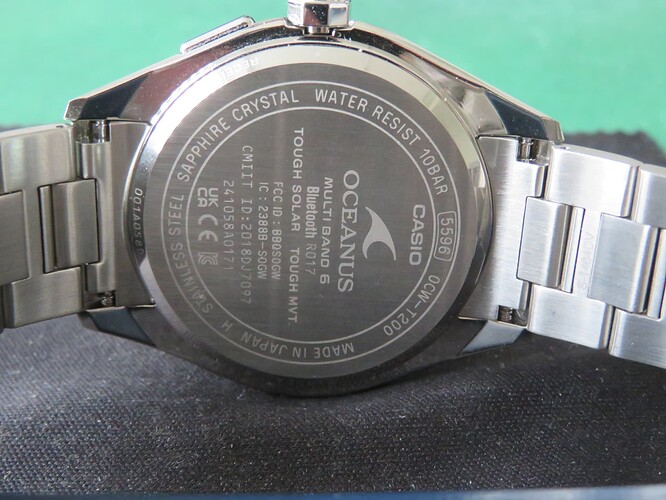 CASIO
OCEANUS
MULTI BAND 6
Bluetooth R017
TOUGH SOLAR TOUGH MVT.
FCC ID : BBQSOGW
IC : 2388B-SOGW
CMIIT ID:2018DJ7097
241058A0171
UK CA CE
STAINLESS STEEL SAPPHIRE CRYSTAL WATER RESIST 10BAR 5596 OCW-T200
MADE IN JAPAN H